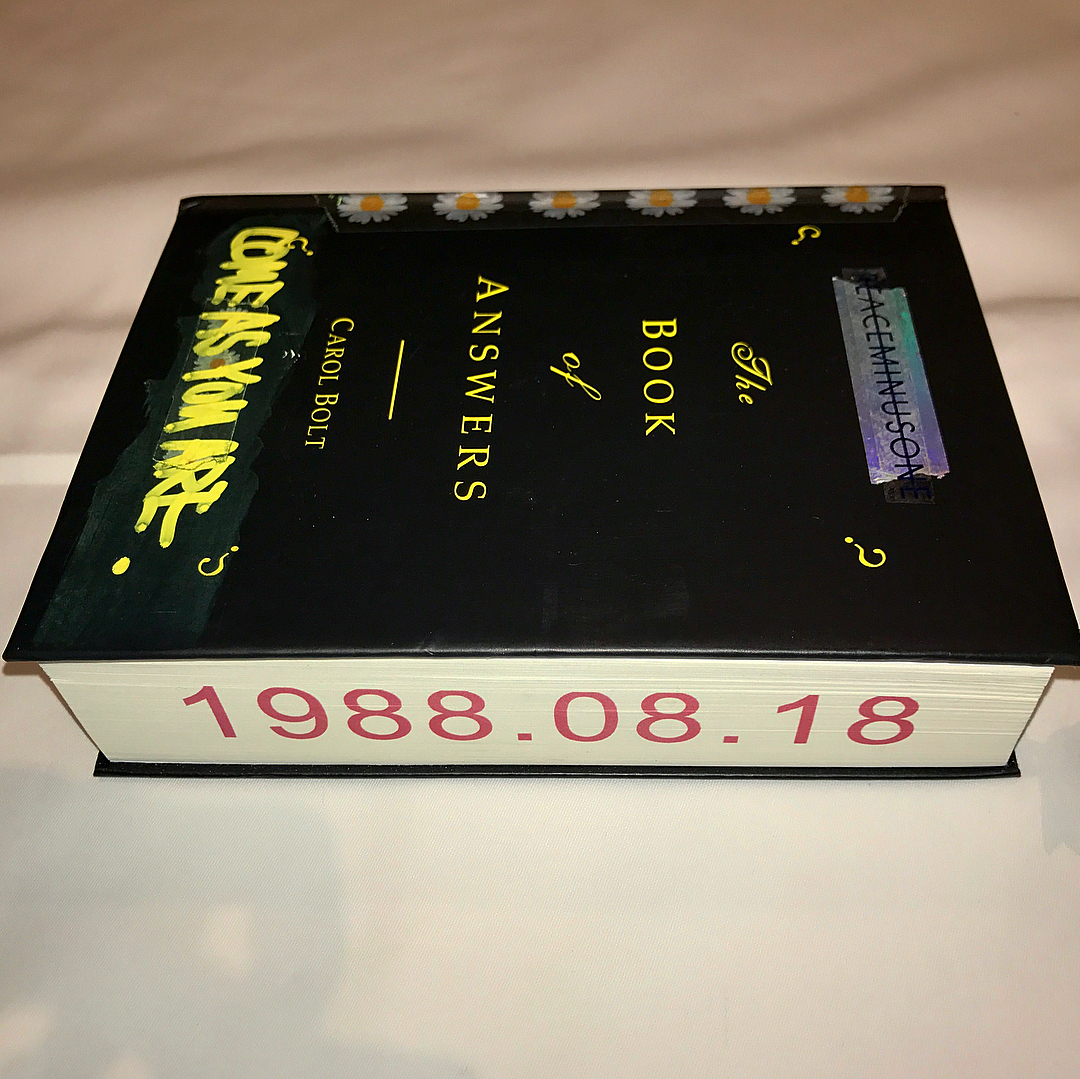 PEACEMINUSONE
? ?
The
BOOK
of
ANSWERS
CAROL BOLT
? ?
COME AS YOU ARE.
1988.08.18